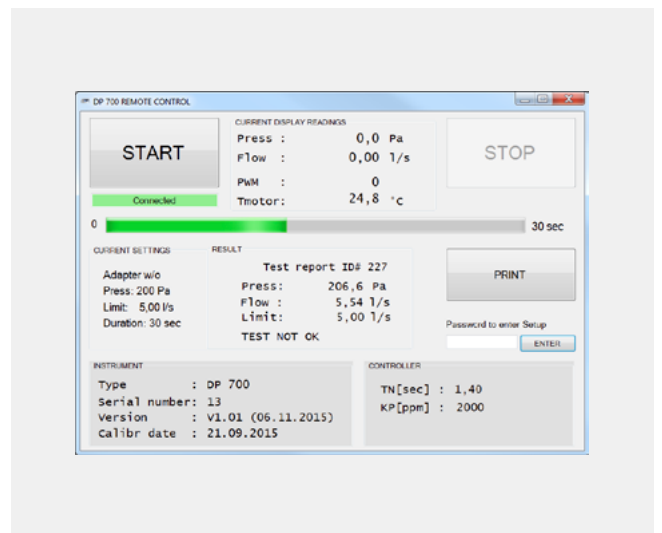 DP 700 REMOTE CONTROL
START
Connected
CURRENT DISPLAY READINGS
Press : 0,0 Pa
Flow : 0,00 l/s
PWM : 0
Tmotor: 24,8 °C
STOP
0
30 sec
CURRENT SETTINGS
Adapter w/o
Press: 200 Pa
Limit: 5,00 l/s
Duration: 30 sec
RESULT
Test report ID# 227
Press: 206,6 Pa
Flow : 5,54 l/s
Limit: 5,00 l/s
TEST NOT OK
PRINT
Password to enter Setup
ENTER
INSTRUMENT
Type : DP 700
Serial number: 13
Version : V1.01 (06.11.2015)
Calibr date : 21.09.2015
CONTROLLER
TN[sec] : 1,40
KP[ppm] : 2000